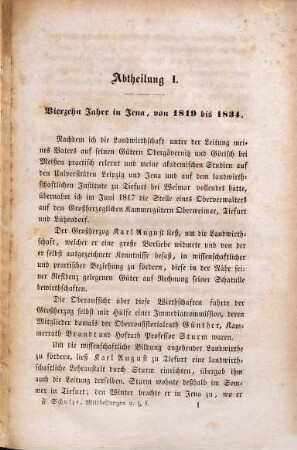 Abtheilung I.
Vierzehn Jahre in Jena, von 1819 bis 1834.
Nachdem ich die Landwirthschaft unter der Leitung mei-
nes Vaters auf seinen Gütern Obergävernitz und Görisch bei
Meißen practisch erlernt und meine akademischen Studien auf
den Universitäten Leipzig und Jena und auf dem landwirth-
schaftlichen Institute zu Tiefurt bei Weimar vollendet hatte,
übernahm ich im Juni 1817 die Stelle eines Oberverwalters
auf den Großherzoglichen Kammergütern Oberweimar, Tiefurt
und Lützendorf.
Der Großherzog Karl August ließ, um die Landwirth-
schaft, welcher er eine große Vorliebe widmete und von der
er selbst ausgezeichnete Kenntnisse besaß, in wissenschaftlicher
und practischer Beziehung zu fördern, diese in der Nähe sei-
ner Residenz gelegenen Güter auf Rechnung seiner Schatulle
bewirthschaften.
Die Oberaufsicht über diese Wirthschaften führte der
Großherzog selbst mit Hülfe einer Immediatcommission, deren
Mitglieder damals der Oberconsistorialrath Günther, Kam-
merrath Brandt und Hofrath Professor Sturm waren.
Um die wissenschaftliche Bildung angehender Landwirthe
zu fördern, ließ Karl August zu Tiefurt eine landwirth-
schaftliche Lehranstalt durch Sturm einrichten, übergab ihm
auch die Leitung derselben. Sturm wohnte deßhalb im Som-
mer in Tiefurt; den Winter brachte er in Jena zu, wo er
F. Schulze, Mittheilungen u. s. f. 1